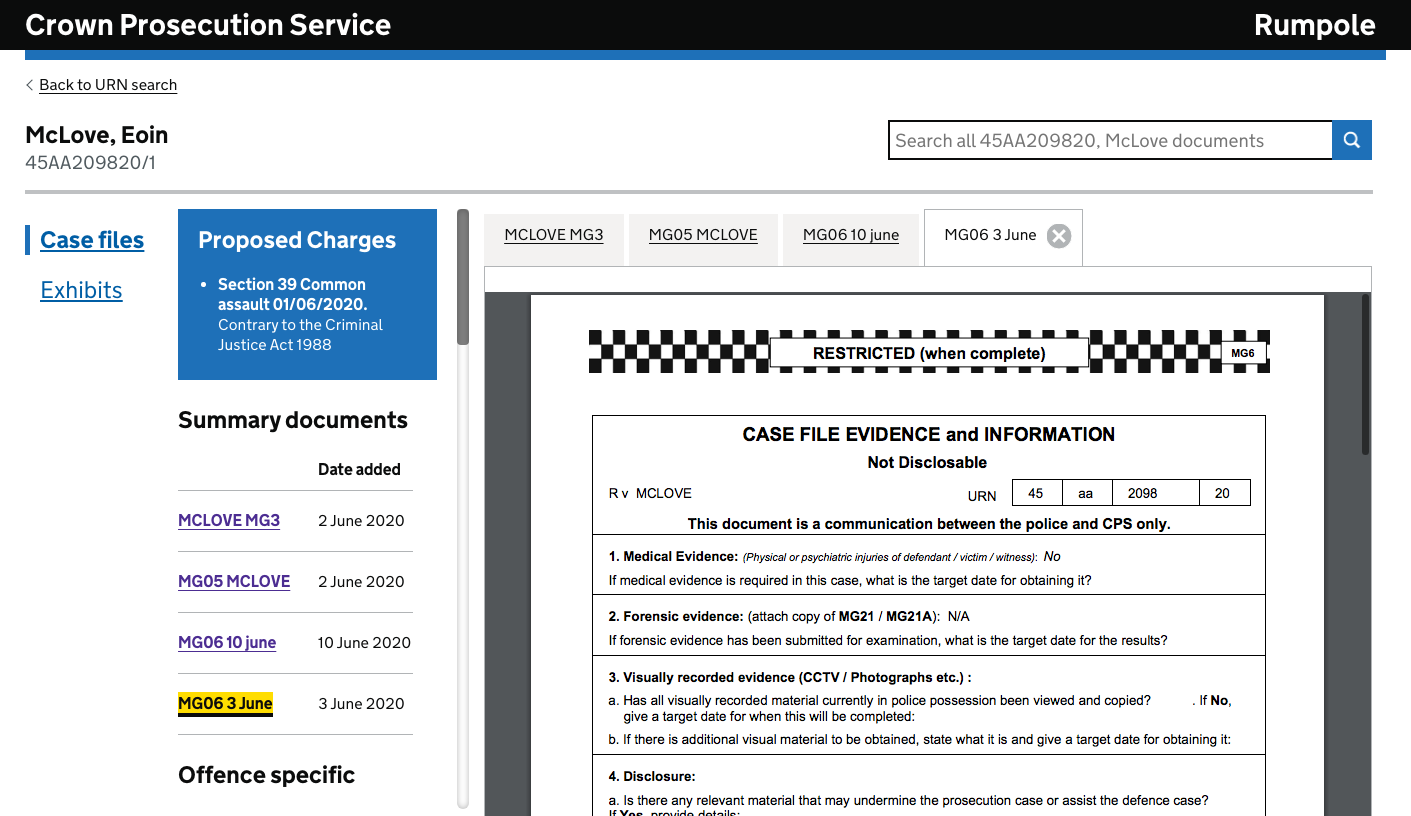 Crown Prosecution Service
Rumpole
Back to URN search
McLove, Eoin
45AA209820/1
Search all 45AA209820, McLove documents
Case files
Exhibits
Proposed Charges
• Section 39 Common
assault 01/06/2020.
Contrary to the Criminal
Justice Act 1988
Summary documents
Date added
MCLOVE MG3 2 June 2020
MG05 MCLOVE 2 June 2020
MG06 10 june 10 June 2020
MG06 3 June 3 June 2020
Offence specific
MCLOVE MG3
MG05 MCLOVE
MG06 10 june
MG06 3 June
RESTRICTED (when complete)
MG6
CASE FILE EVIDENCE and INFORMATION
Not Disclosable
R v MCLOVE
URN 45 aa 2098 20
This document is a communication between the police and CPS only.
1. Medical Evidence: (Physical or psychiatric injuries of defendant / victim / witness): No
If medical evidence is required in this case, what is the target date for obtaining it?
2. Forensic evidence: (attach copy of MG21 / MG21A): N/A
If forensic evidence has been submitted for examination, what is the target date for the results?
3. Visually recorded evidence (CCTV / Photographs etc.) :
a. Has all visually recorded material currently in police possession been viewed and copied? . If No,
give a target date for when this will be completed:
b. If there is additional visual material to be obtained, state what it is and give a target date for obtaining it:
4. Disclosure:
a. Is there any relevant material that may undermine the prosecution case or assist the defence case?
If Yes, provide details: